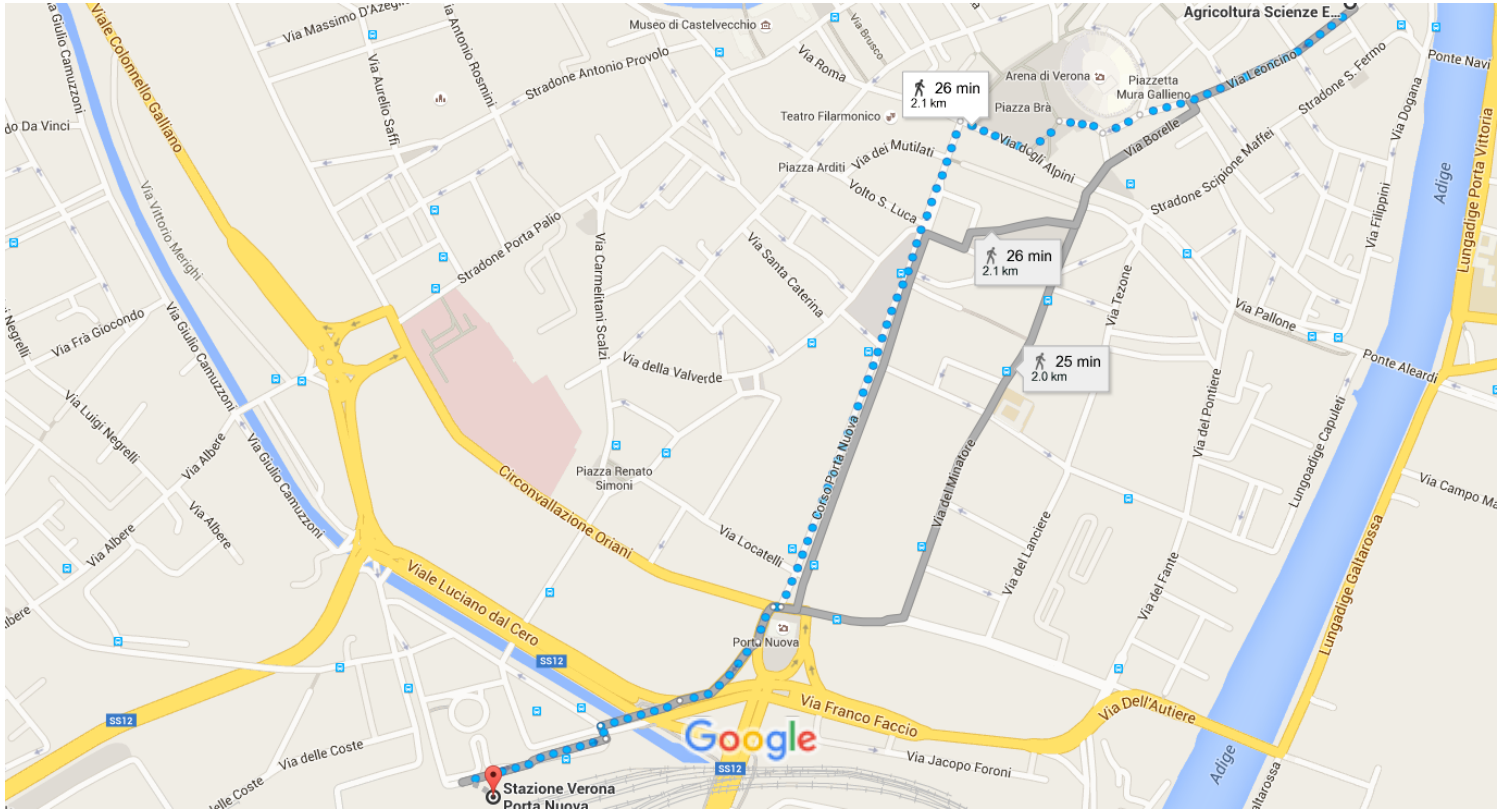 Agricoltura Scienze E...
Museo di Castelvecchio
Via Massimo D'Azeglio
Via Giulio Camuzzoni
Viale Colonnello Galliano
Via Antonio Rosmini
Via Brusco
Via Roma
Stradone Antonio Provolo
Via Aurelio Saffi
Arena di Verona
Piazzetta
Mura Gallieno
Via Leoncino
Stradone S. Fermo
Ponte Navi
26 min
2.1 km
Piazza Brà
Teatro Filarmonico
do Da Vinci
Via Dogana
Via degli Alpini
Via Borelle
Via dei Mutilati
Piazza Arditi
Volto S. Luca
Stradone Scipione Maffei
Via Filippini
Adige
Lungadige Porta Vittoria
Via Vittorio Merighi
Stradone Porta Palio
Via Carmelitani Scalzi
Via Santa Caterina
26 min
2.1 km
Via Tezone
Via Pallone
Ponte Aleardi
Negrelli
Via Frà Giocondo
Via Giulio Camuzzoni
Via della Valverde
25 min
2.0 km
Via Luigi Negrelli
Via Albere
Via Giulio Camuzzoni
Via del Pontiere
Lungoadige Capuleti
Corso Porta Nuova
Via del Minatore
Piazza Renato
Simoni
Circonvallazione Oriani
Via Campo Ma
Via Albere
Via Albere
Via Locatelli
Via del Lanciere
Via del Fante
Lungadige Galtarossa
Viale Luciano dal Cero
lbere
Porta Nuova
SS12
SS12
Via Franco Faccio
Via Dell'Autiere
Google
Via delle Coste
Via Jacopo Foroni
SS12
Adige
altarossa
delle Coste
Stazione Verona
Porta Nuova